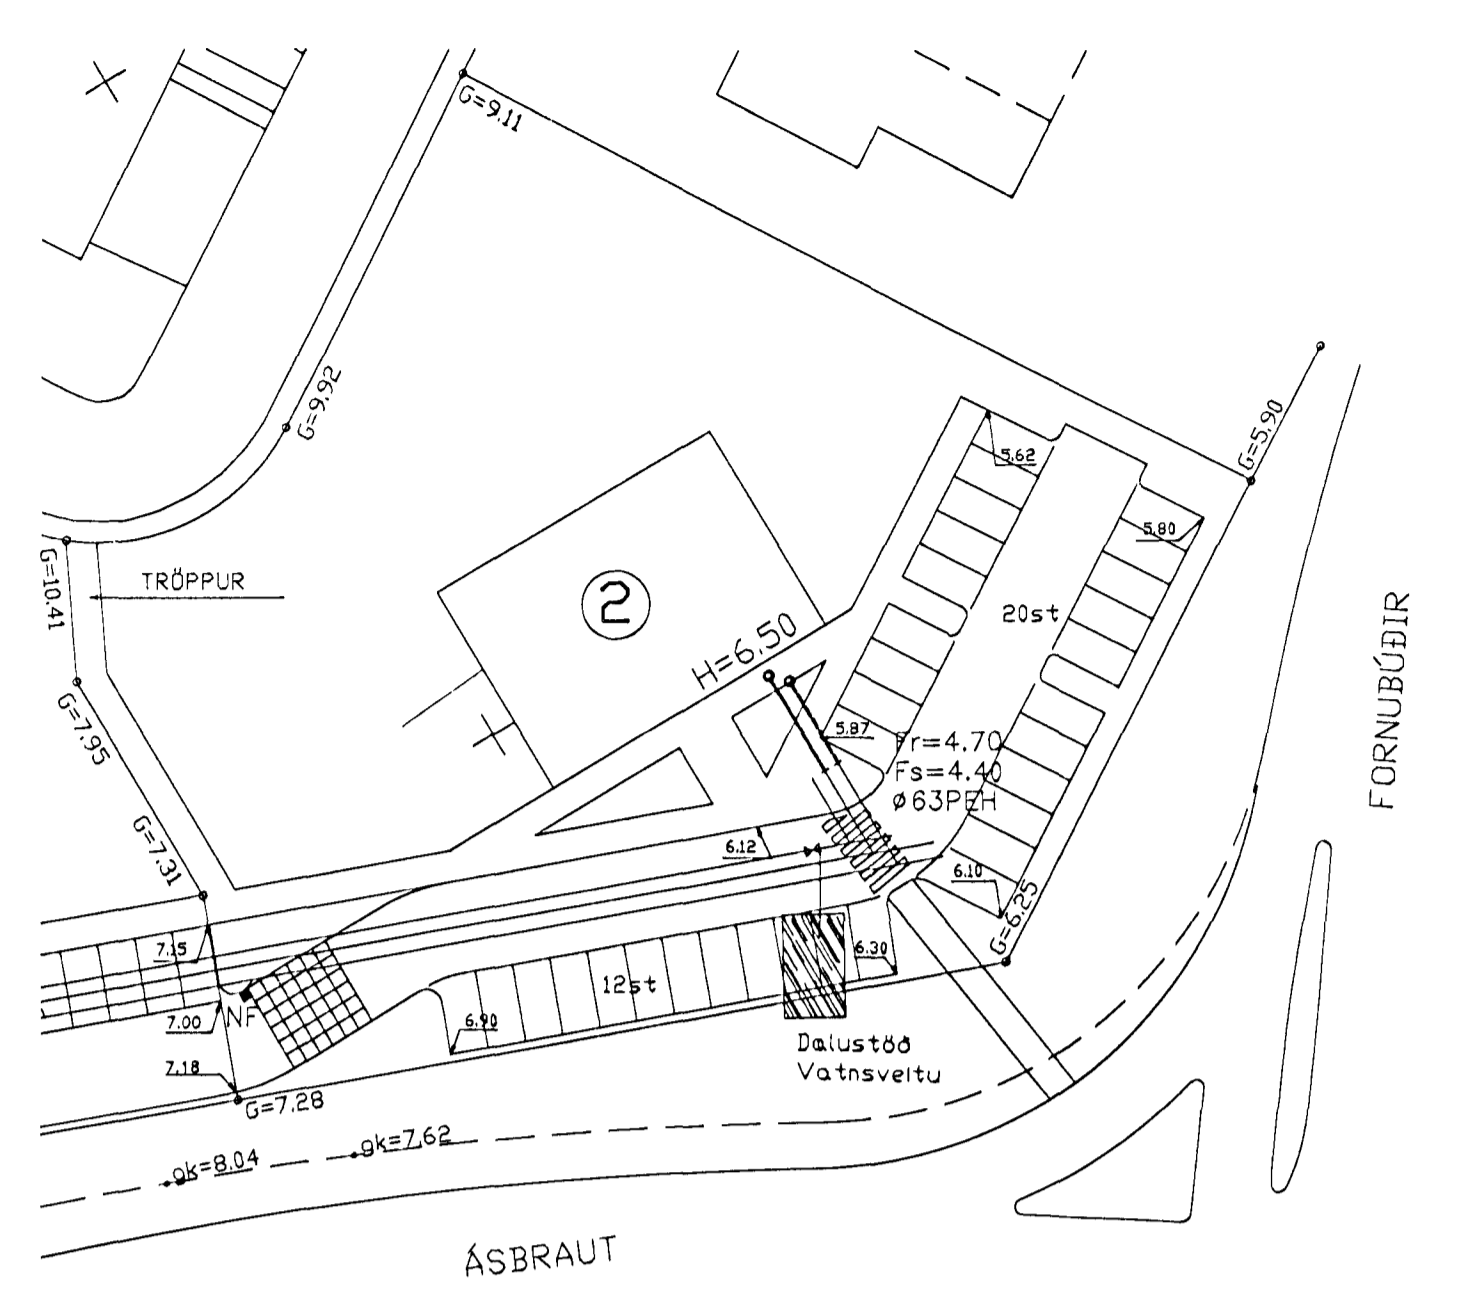 G=9.11
G=9.92
G=5.90
5.62
5.80
G=10.41
TRÖPPUR
2
20st
H=6.50
FORNUBÚÐIR
G=7.95
5.87
Fr=4.70
Fs=4.40
ø63PEH
G=7.31
6.12
6.10
G=6.25
7.15
6.30
12st
NF
7.00
6.90
Dælustöð
Vatnsveitu
7.18
G=7.28
gk=7.62
gk=8.04
ÁSBRAUT